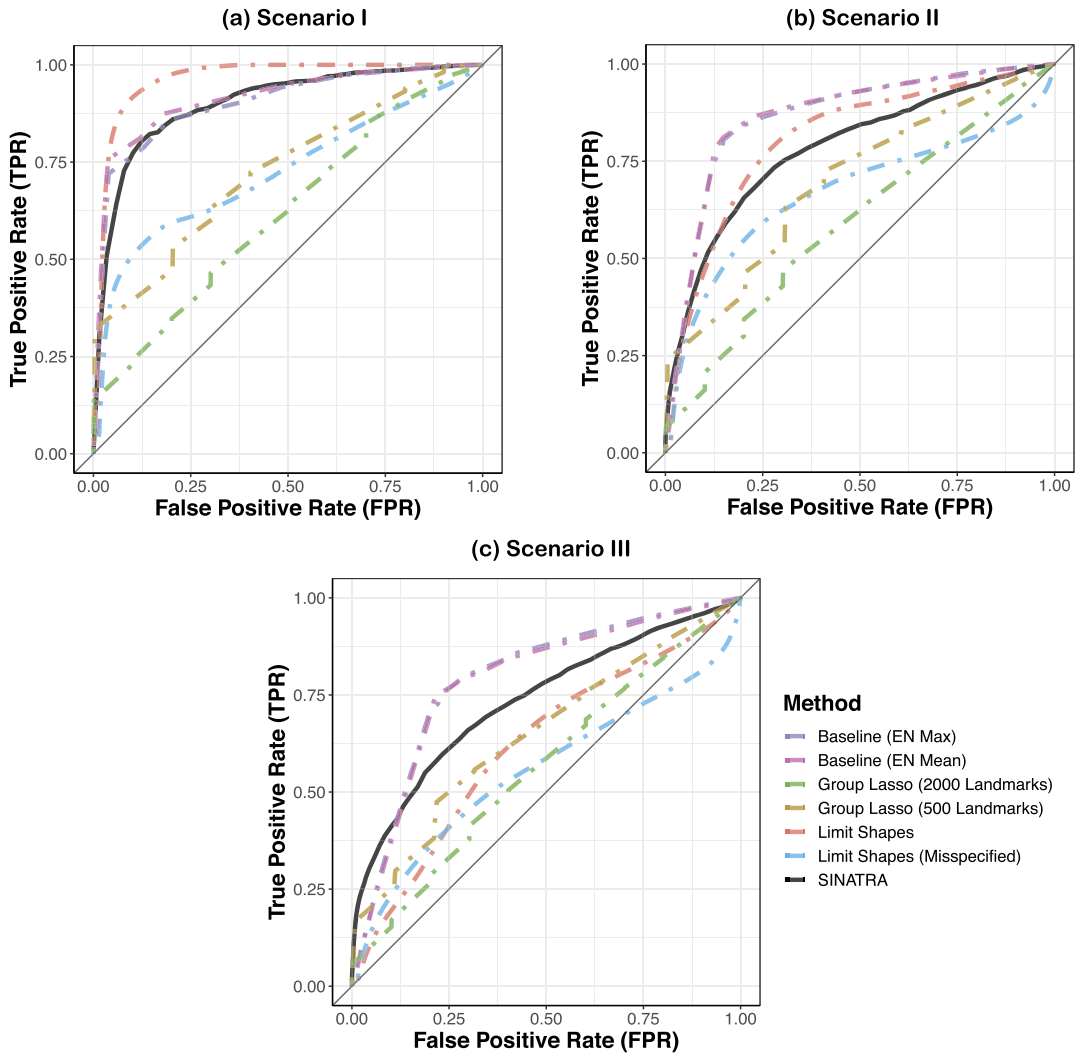 (a) Scenario I
1.00
0.75
0.50
0.25
0.00
True Positive Rate (TPR)
0.00 0.25 0.50 0.75 1.00
False Positive Rate (FPR)
(b) Scenario II
1.00
0.75
0.50
0.25
0.00
True Positive Rate (TPR)
0.00 0.25 0.50 0.75 1.00
False Positive Rate (FPR)
(c) Scenario III
1.00
0.75
0.50
0.25
0.00
True Positive Rate (TPR)
0.00 0.25 0.50 0.75 1.00
False Positive Rate (FPR)
Method
Baseline (EN Max)
Baseline (EN Mean)
Group Lasso (2000 Landmarks)
Group Lasso (500 Landmarks)
Limit Shapes
Limit Shapes (Misspecified)
SINATRA